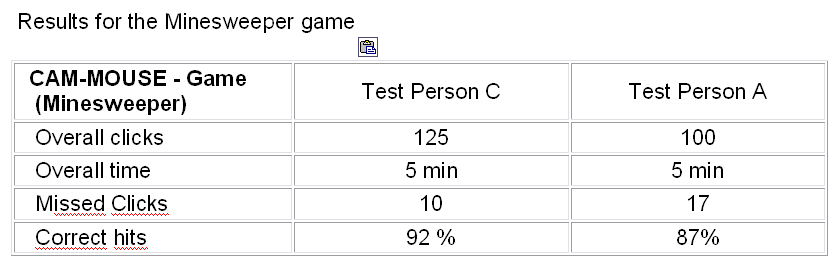 Results for the Minesweeper game
CAM-MOUSE - Game
(Minesweeper)
Test Person C
Test Person A
Overall clicks
125
100
Overall time
5 min
5 min
Missed Clicks
10
17
Correct hits
92 %
87%